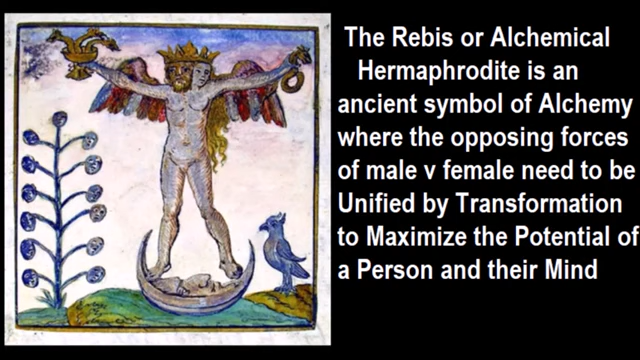 The Rebis or Alchemical
Hermaphrodite is an
ancient symbol of Alchemy
where the opposing forces
of male v female need to be
Unified by Transformation
to Maximize the Potential of
a Person and their Mind